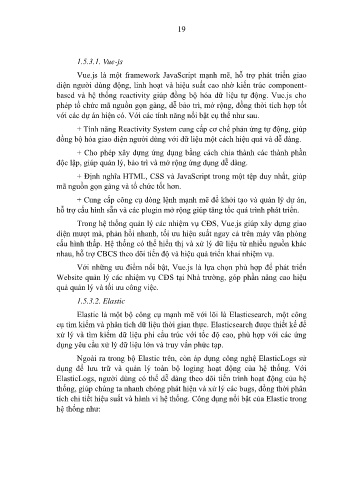 19
1.5.3.1. Vue-js
Vue.js là một framework JavaScript mạnh mẽ, hỗ trợ phát triển giao
diện người dùng động, linh hoạt và hiệu suất cao nhờ kiến trúc component-
based và hệ thống reactivity giúp đồng bộ hóa dữ liệu tự động. Vue.js cho
phép tổ chức mã nguồn gọn gàng, dễ bảo trì, mở rộng, đồng thời tích hợp tốt
với các dự án hiện có. Với các tính năng nổi bật cụ thể như sau.
+ Tính năng Reactivity System cung cấp cơ chế phản ứng tự động, giúp
đồng bộ hóa giao diện người dùng với dữ liệu một cách hiệu quả và dễ dàng.
+ Cho phép xây dựng ứng dụng bằng cách chia thành các thành phần
độc lập, giúp quản lý, bảo trì và mở rộng ứng dụng dễ dàng.
+ Định nghĩa HTML, CSS và JavaScript trong một tệp duy nhất, giúp
mã nguồn gọn gàng và tổ chức tốt hơn.
+ Cung cấp công cụ dòng lệnh mạnh mẽ để khởi tạo và quản lý dự án,
hỗ trợ cấu hình sẵn và các plugin mở rộng giúp tăng tốc quá trình phát triển.
Trong hệ thống quản lý các nhiệm vụ CĐS, Vue.js giúp xây dựng giao
diện mượt mà, phản hồi nhanh, tối ưu hiệu suất ngay cả trên máy văn phòng
cấu hình thấp. Hệ thống có thể hiển thị và xử lý dữ liệu từ nhiều nguồn khác
nhau, hỗ trợ CBCS theo dõi tiến độ và hiệu quả triển khai nhiệm vụ.
Với những ưu điểm nổi bật, Vue.js là lựa chọn phù hợp để phát triển
Website quản lý các nhiệm vụ CĐS tại Nhà trường, góp phần nâng cao hiệu
quả quản lý và tối ưu công việc.
1.5.3.2. Elastic
Elastic là một bộ công cụ mạnh mẽ với lõi là Elasticsearch, một công
cụ tìm kiếm và phân tích dữ liệu thời gian thực. Elasticsearch được thiết kế để
xử lý và tìm kiếm dữ liệu phi cấu trúc với tốc độ cao, phù hợp với các ứng
dụng yêu cầu xử lý dữ liệu lớn và truy vấn phức tạp.
Ngoài ra trong bộ Elastic trên, còn áp dụng công nghệ ElasticLogs sử
dụng để lưu trữ và quản lý toàn bộ loging hoạt động của hệ thống. Với
ElasticLogs, người dùng có thể dễ dàng theo dõi tiến trình hoạt động của hệ
thống, giúp chúng ta nhanh chóng phát hiện và xử lý các bugs, đồng thời phân
tích chi tiết hiệu suất và hành vi hệ thống. Công dụng nổi bật của Elastic trong
hệ thống như: